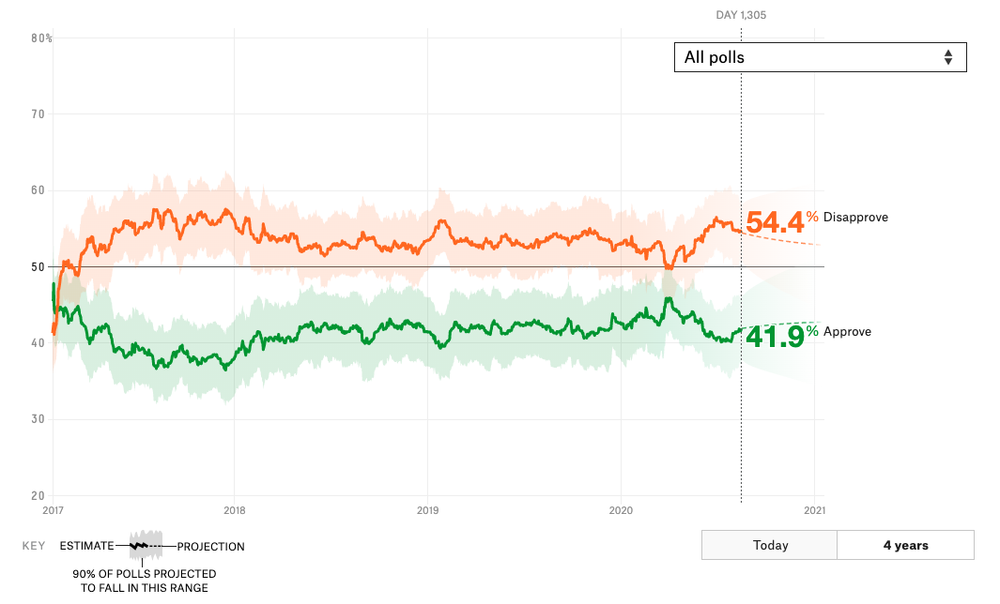 DAY 1,305
All polls
80%
70
60
50
40
30
20
54.4% Disapprove
41.9% Approve
2017 2018 2019 2020 2021
KEY ESTIMATE PROJECTION
90% OF POLLS PROJECTED
TO FALL IN THIS RANGE
Today 4 years